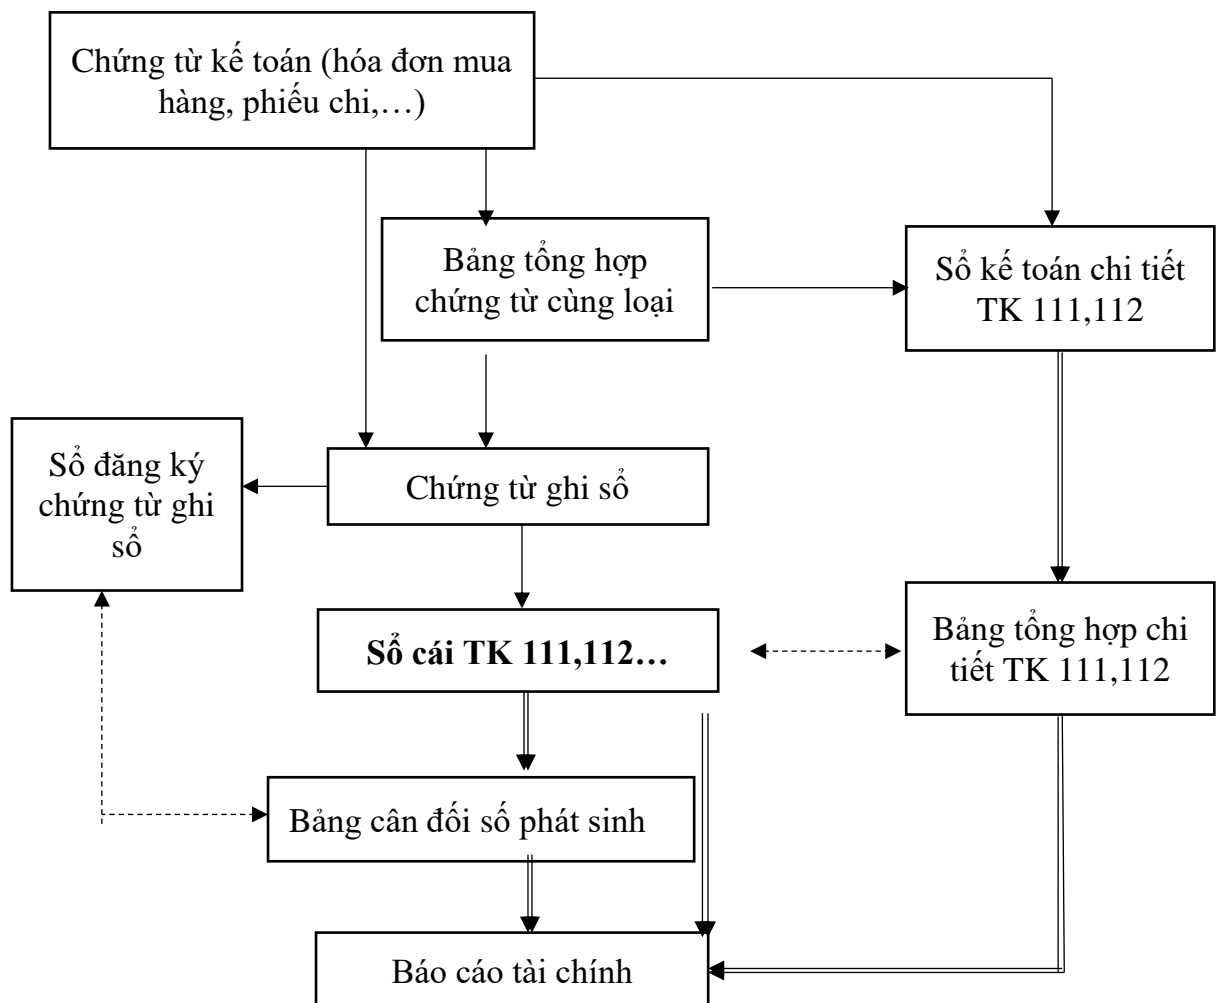 Chứng từ kế toán (hóa đơn mua
hàng, phiếu chi,…)
Bảng tổng hợp
chứng từ cùng loại
Sổ kế toán chi tiết
TK 111,112
Sổ đăng ký
chứng từ ghi
sổ
Chứng từ ghi sổ
Sổ cái TK 111,112…
Bảng tổng hợp chi
tiết TK 111,112
Bảng cân đối số phát sinh
Báo cáo tài chính